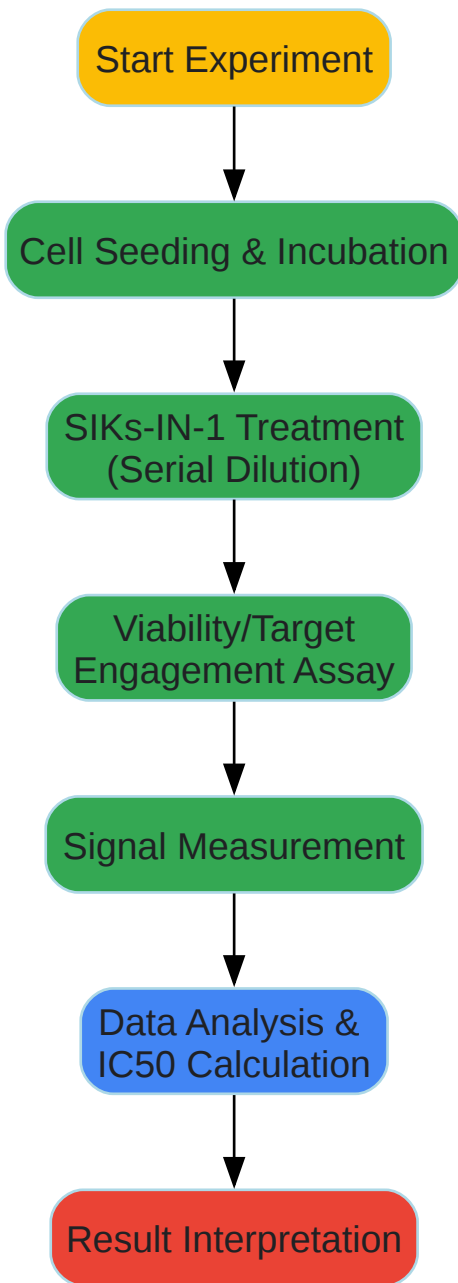 Start Experiment
Cell Seeding & Incubation
SIKs-IN-1 Treatment
(Serial Dilution)
Viability/Target
Engagement Assay
Signal Measurement
Data Analysis &
IC50 Calculation
Result Interpretation